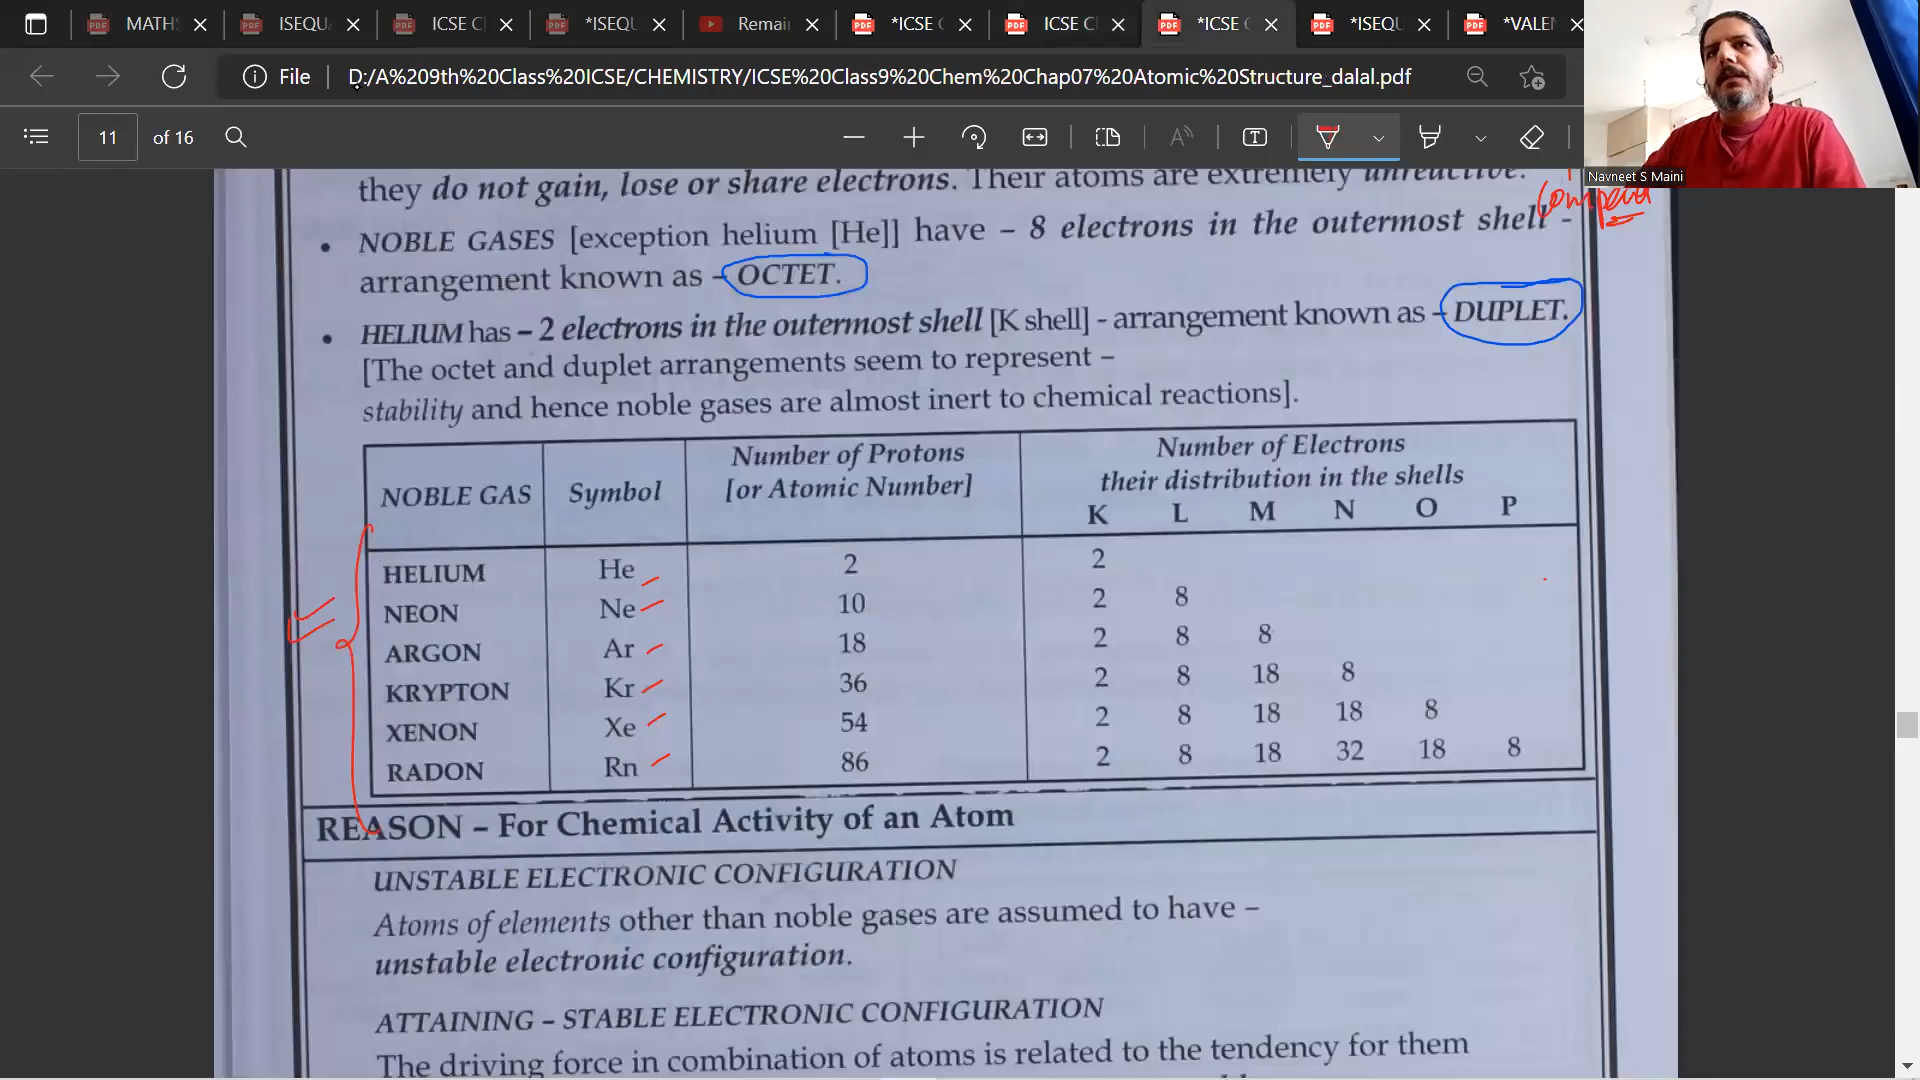 MATHS
ISEQU
ICSE C
*ISEQU
Remai
*ICSE C
ICSE C
*ICSE C
*ISEQU
*VALEN
File
D:/A%209th%20Class%20ICSE/CHEMISTRY/ICSE%20Class9%20Chem%20Chap07%20Atomic%20Structure_dalal.pdf
11 of 16
Navneet S Maini
they do not gain, lose or share electrons. Their atoms are extremely unreactive.
• NOBLE GASES [exception helium [He]] have – 8 electrons in the outermost shell -
arrangement known as – OCTET.
• HELIUM has – 2 electrons in the outermost shell [K shell] - arrangement known as – DUPLET.
[The octet and duplet arrangements seem to represent –
stability and hence noble gases are almost inert to chemical reactions].
NOBLE GAS Symbol Number of Protons [or Atomic Number] Number of Electrons their distribution in the shells
K L M N O P
HELIUM He 2 2
NEON Ne 10 2 8
ARGON Ar 18 2 8 8
KRYPTON Kr 36 2 8 18 8
XENON Xe 54 2 8 18 18 8
RADON Rn 86 2 8 18 32 18 8
REASON – For Chemical Activity of an Atom
UNSTABLE ELECTRONIC CONFIGURATION
Atoms of elements other than noble gases are assumed to have –
unstable electronic configuration.
ATTAINING – STABLE ELECTRONIC CONFIGURATION
The driving force in combination of atoms is related to the tendency for them